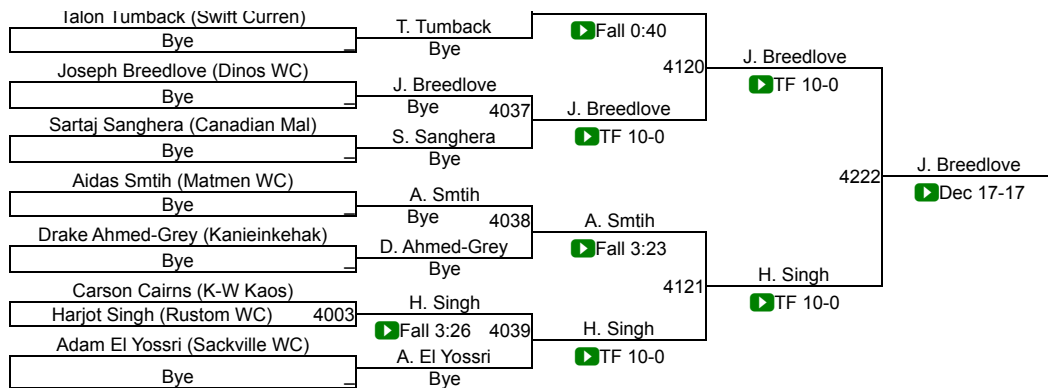 Talon Tumback (Swift Curren)
Bye
T. Tumback
Bye
Fall 0:40
Joseph Breedlove (Dinos WC)
Bye
J. Breedlove
Bye
4037
Sartaj Sanghera (Canadian Mal)
Bye
S. Sanghera
Bye
J. Breedlove
TF 10-0
4120
J. Breedlove
TF 10-0
Aidas Smtih (Matmen WC)
Bye
A. Smtih
Bye
4038
Drake Ahmed-Grey (Kanieinkehak)
Bye
D. Ahmed-Grey
Bye
A. Smtih
Fall 3:23
Carson Cairns (K-W Kaos)
Harjot Singh (Rustom WC)
4003
H. Singh
Fall 3:26
4039
Adam El Yossri (Sackville WC)
Bye
A. El Yossri
Bye
H. Singh
TF 10-0
4121
H. Singh
TF 10-0
4222
J. Breedlove
Dec 17-17